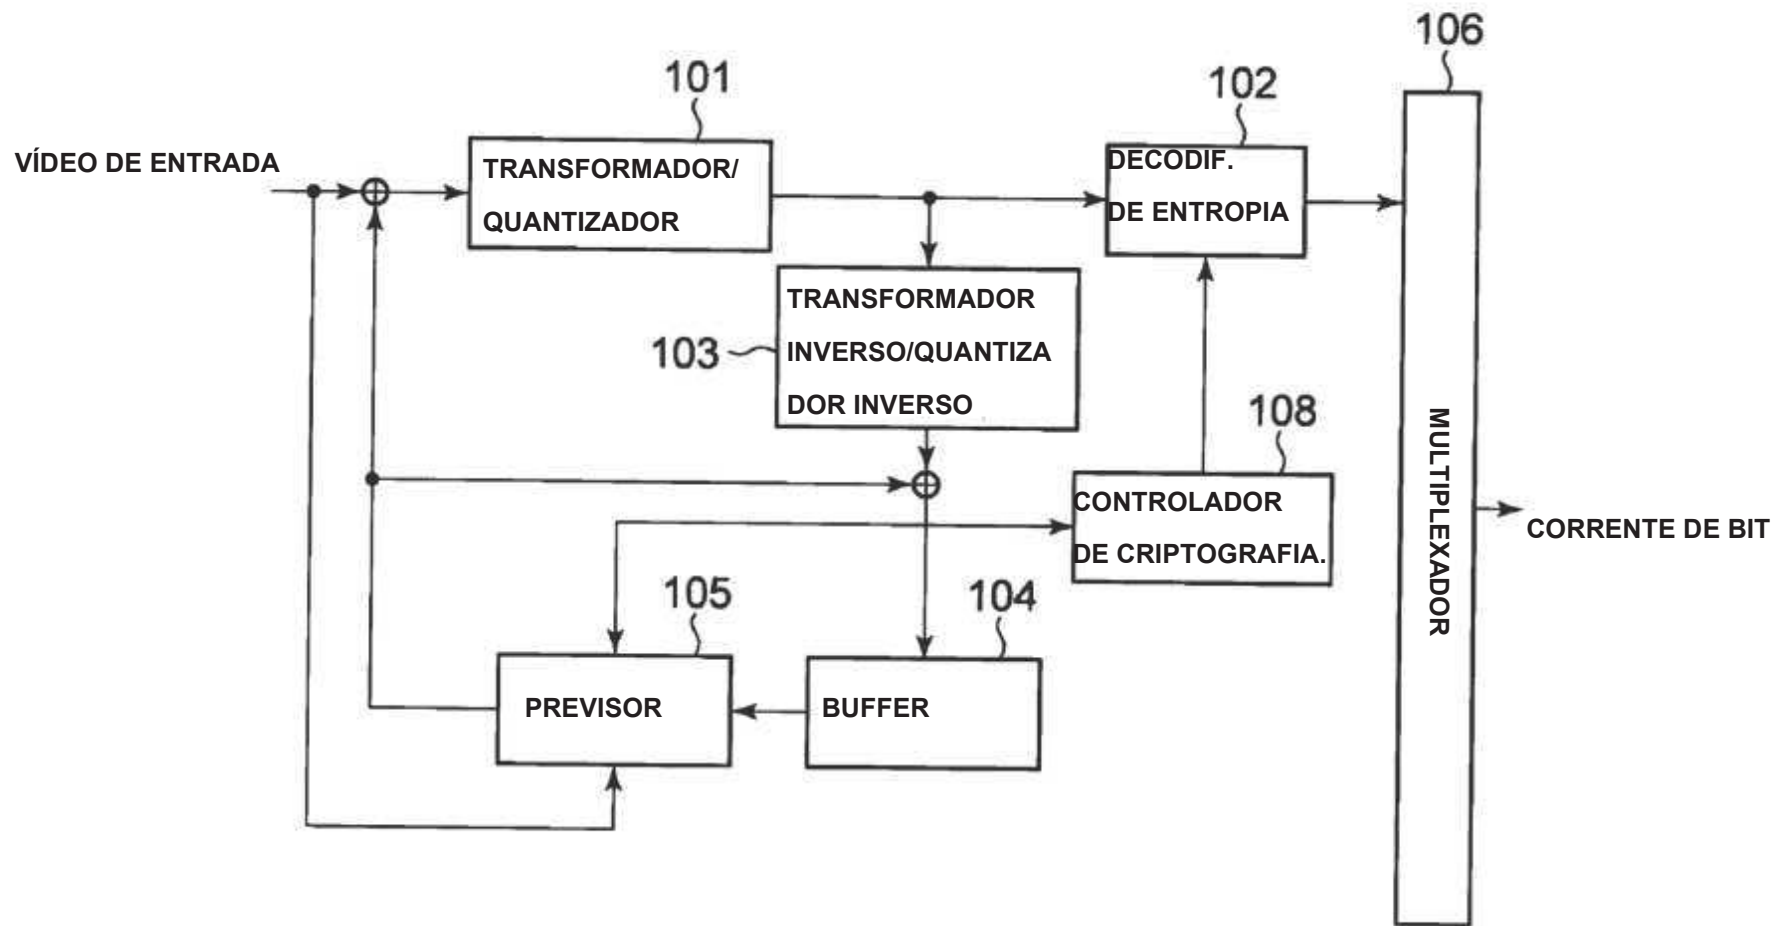 106
101
102
VÍDEO DE ENTRADA
TRANSFORMADOR/
QUANTIZADOR
DECODIF.
DE ENTROPIA
103
TRANSFORMADOR
INVERSO/QUANTIZA
DOR INVERSO
108
CONTROLADOR
DE CRIPTOGRAFIA.
MULTIPLEXADOR
CORRENTE DE BIT
105
104
PREVISOR
BUFFER